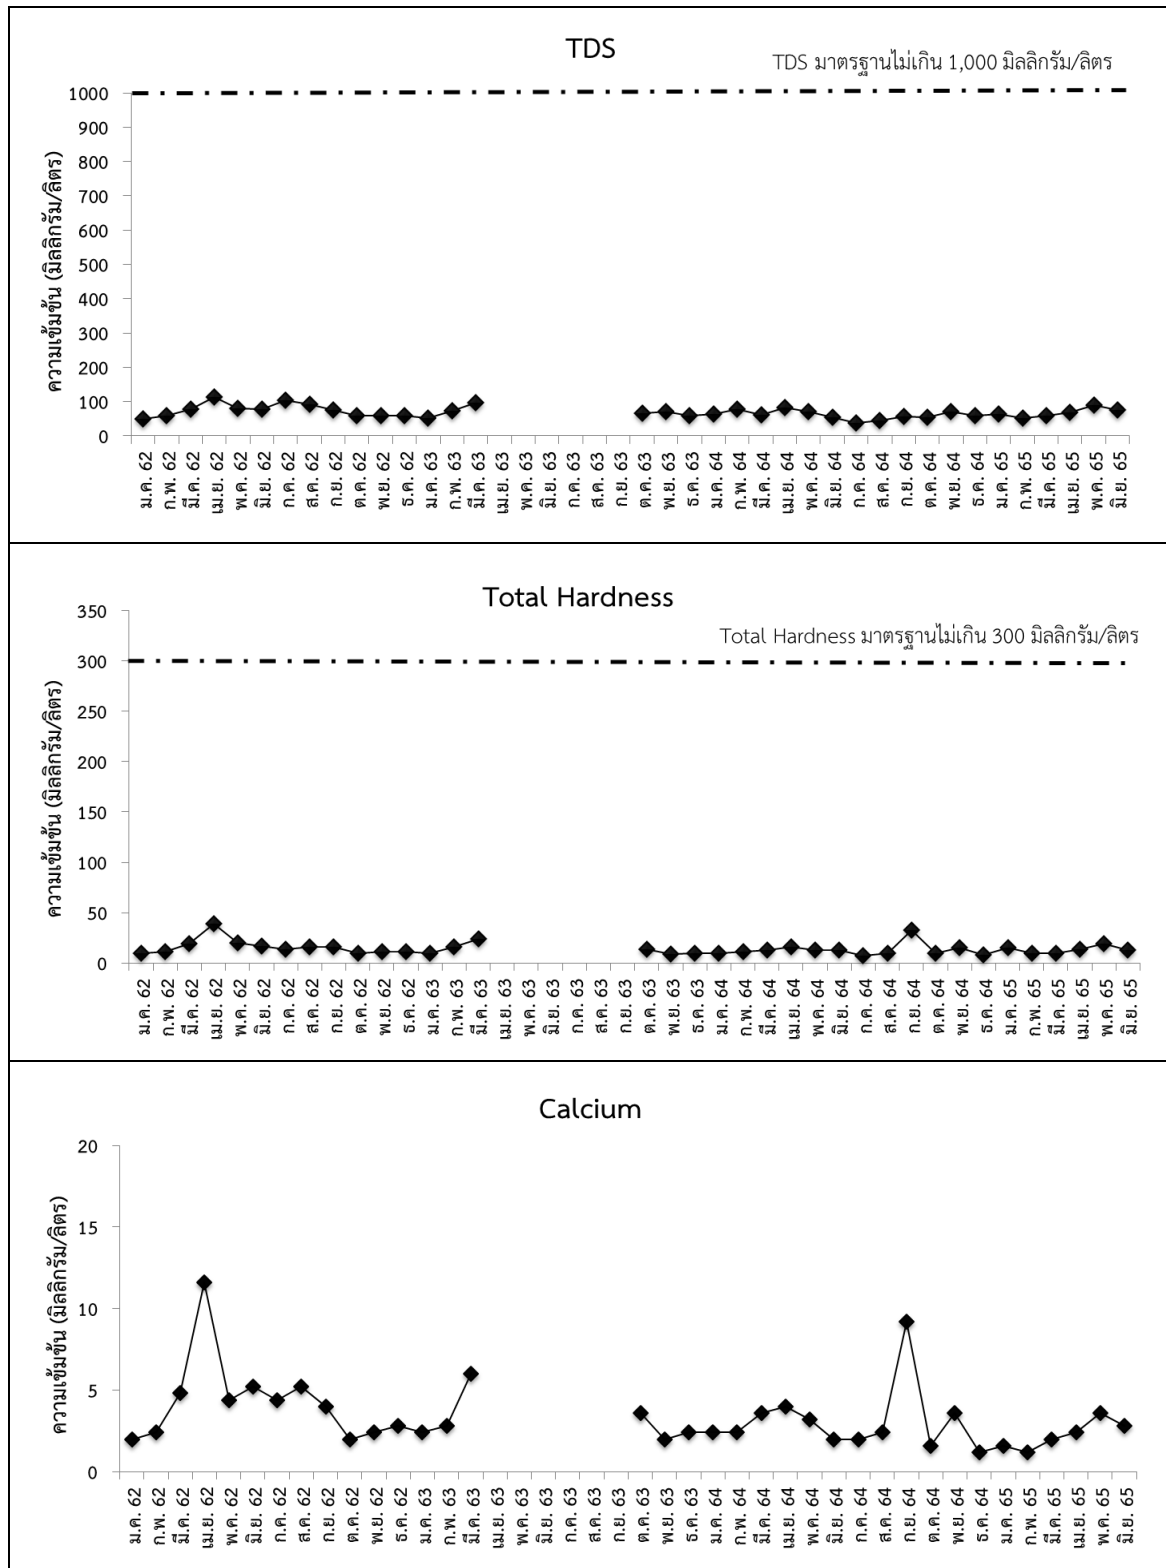 TDS
TDS มาตรฐานไม่เกิน 1,000 มิลลิกรัม/ลิตร
ความเข้มข้น (มิลลิกรัม/ลิตร)
1000
900
800
700
600
500
400
300
200
100
0
ม.ค. 62
ก.พ. 62
มี.ค. 62
เม.ย. 62
พ.ค. 62
มิ.ย. 62
ก.ค. 62
ส.ค. 62
ก.ย. 62
ต.ค. 62
พ.ย. 62
ธ.ค. 62
ม.ค. 63
ก.พ. 63
มี.ค. 63
เม.ย. 63
พ.ค. 63
มิ.ย. 63
ก.ค. 63
ส.ค. 63
ก.ย. 63
ต.ค. 63
พ.ย. 63
ธ.ค. 63
ม.ค. 64
ก.พ. 64
มี.ค. 64
เม.ย. 64
พ.ค. 64
มิ.ย. 64
ก.ค. 64
ส.ค. 64
ก.ย. 64
ต.ค. 64
พ.ย. 64
ธ.ค. 64
ม.ค. 65
ก.พ. 65
มี.ค. 65
เม.ย. 65
พ.ค. 65
มิ.ย. 65
Total Hardness
Total Hardness มาตรฐานไม่เกิน 300 มิลลิกรัม/ลิตร
ความเข้มข้น (มิลลิกรัม/ลิตร)
350
300
250
200
150
100
50
0
ม.ค. 62
ก.พ. 62
มี.ค. 62
เม.ย. 62
พ.ค. 62
มิ.ย. 62
ก.ค. 62
ส.ค. 62
ก.ย. 62
ต.ค. 62
พ.ย. 62
ธ.ค. 62
ม.ค. 63
ก.พ. 63
มี.ค. 63
เม.ย. 63
พ.ค. 63
มิ.ย. 63
ก.ค. 63
ส.ค. 63
ก.ย. 63
ต.ค. 63
พ.ย. 63
ธ.ค. 63
ม.ค. 64
ก.พ. 64
มี.ค. 64
เม.ย. 64
พ.ค. 64
มิ.ย. 64
ก.ค. 64
ส.ค. 64
ก.ย. 64
ต.ค. 64
พ.ย. 64
ธ.ค. 64
ม.ค. 65
ก.พ. 65
มี.ค. 65
เม.ย. 65
พ.ค. 65
มิ.ย. 65
Calcium
ความเข้มข้น (มิลลิกรัม/ลิตร)
20
15
10
5
0
ม.ค. 62
ก.พ. 62
มี.ค. 62
เม.ย. 62
พ.ค. 62
มิ.ย. 62
ก.ค. 62
ส.ค. 62
ก.ย. 62
ต.ค. 62
พ.ย. 62
ธ.ค. 62
ม.ค. 63
ก.พ. 63
มี.ค. 63
เม.ย. 63
พ.ค. 63
มิ.ย. 63
ก.ค. 63
ส.ค. 63
ก.ย. 63
ต.ค. 63
พ.ย. 63
ธ.ค. 63
ม.ค. 64
ก.พ. 64
มี.ค. 64
เม.ย. 64
พ.ค. 64
มิ.ย. 64
ก.ค. 64
ส.ค. 64
ก.ย. 64
ต.ค. 64
พ.ย. 64
ธ.ค. 64
ม.ค. 65
ก.พ. 65
มี.ค. 65
เม.ย. 65
พ.ค. 65
มิ.ย. 65